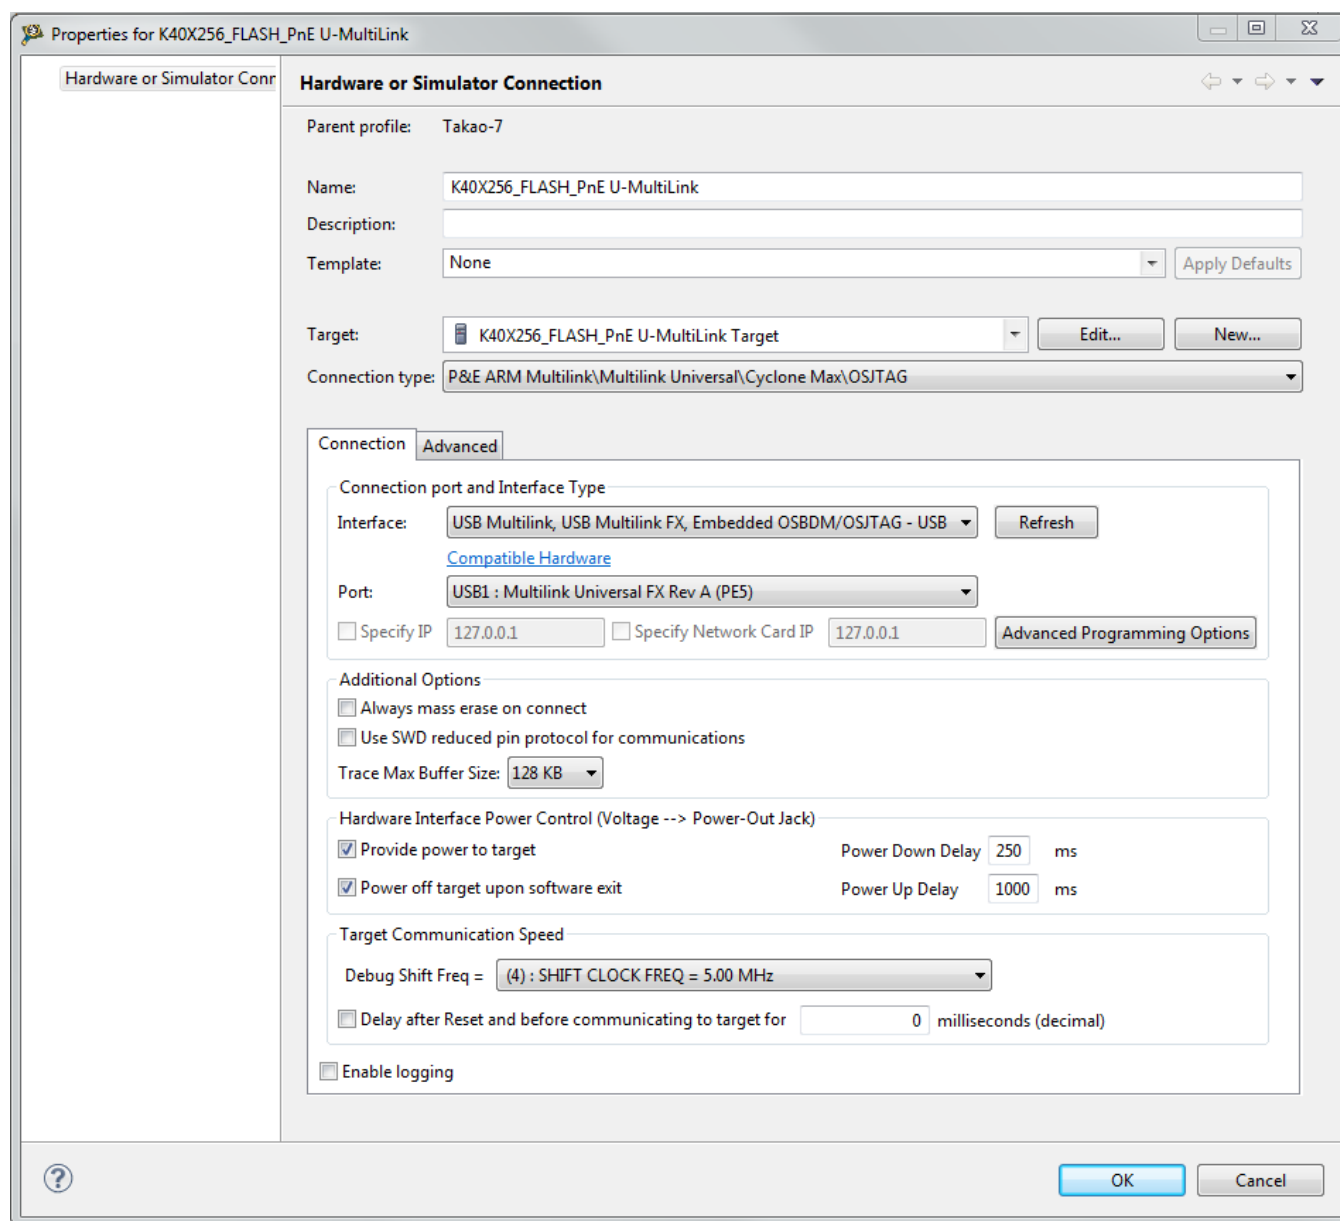 Properties for K40X256_FLASH_PnE U-MultiLink
Hardware or Simulator Conr
Hardware or Simulator Connection
Parent profile: Takao-7
Name: K40X256_FLASH_PnE U-MultiLink
Description:
Template: None Apply Defaults
Target: K40X256_FLASH_PnE U-MultiLink Target Edit... New...
Connection type: P&E ARM Multilink\Multilink Universal\Cyclone Max\OSJTAG
Connection Advanced
Connection port and Interface Type
Interface: USB Multilink, USB Multilink FX, Embedded OSBDM/OSJTAG - USB Refresh
Compatible Hardware
Port: USB1 : Multilink Universal FX Rev A (PE5)
Specify IP 127.0.0.1 Specify Network Card IP 127.0.0.1 Advanced Programming Options
Additional Options
Always mass erase on connect
Use SWD reduced pin protocol for communications
Trace Max Buffer Size: 128 KB
Hardware Interface Power Control (Voltage --> Power-Out Jack)
Provide power to target Power Down Delay 250 ms
Power off target upon software exit Power Up Delay 1000 ms
Target Communication Speed
Debug Shift Freq = (4) : SHIFT CLOCK FREQ = 5.00 MHz
Delay after Reset and before communicating to target for 0 milliseconds (decimal)
Enable logging
? OK Cancel